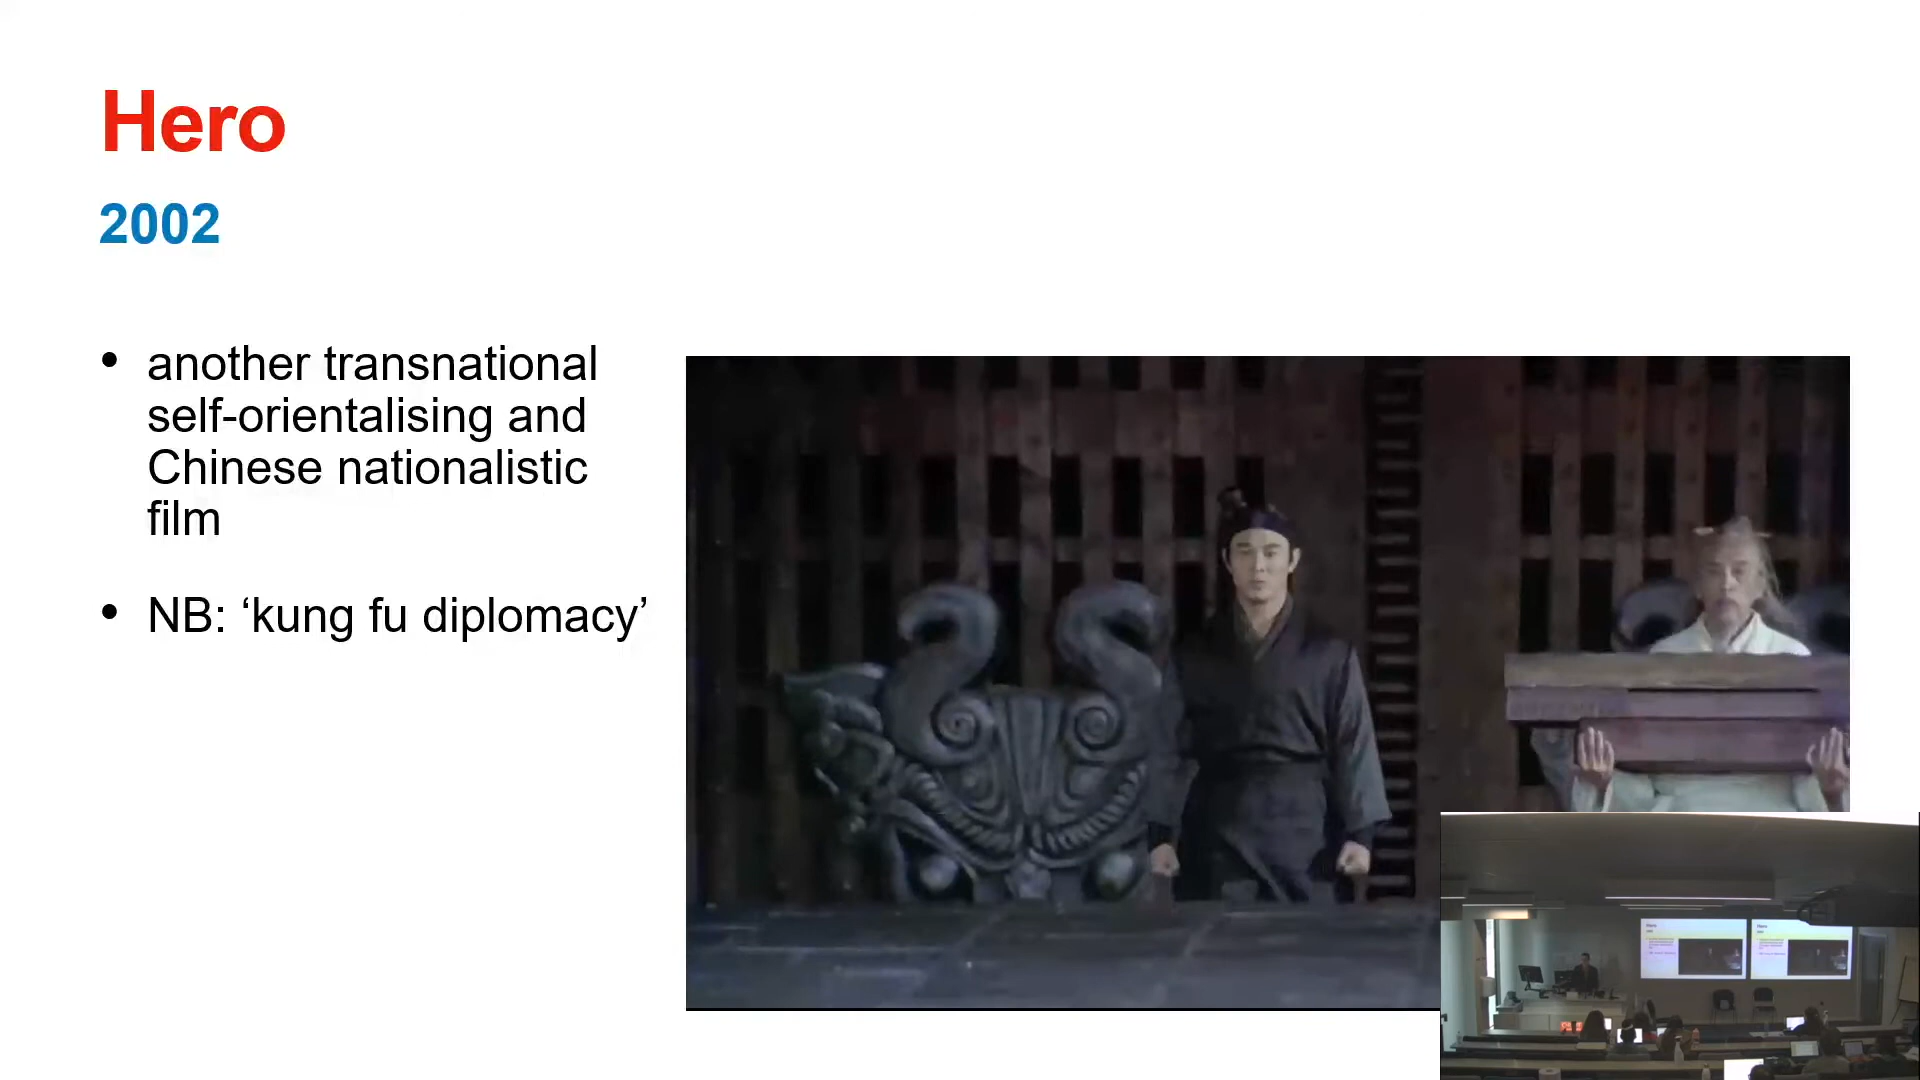 Hero
2002
• another transnational
self-orientalising and
Chinese nationalistic
film
• NB: ‘kung fu diplomacy’